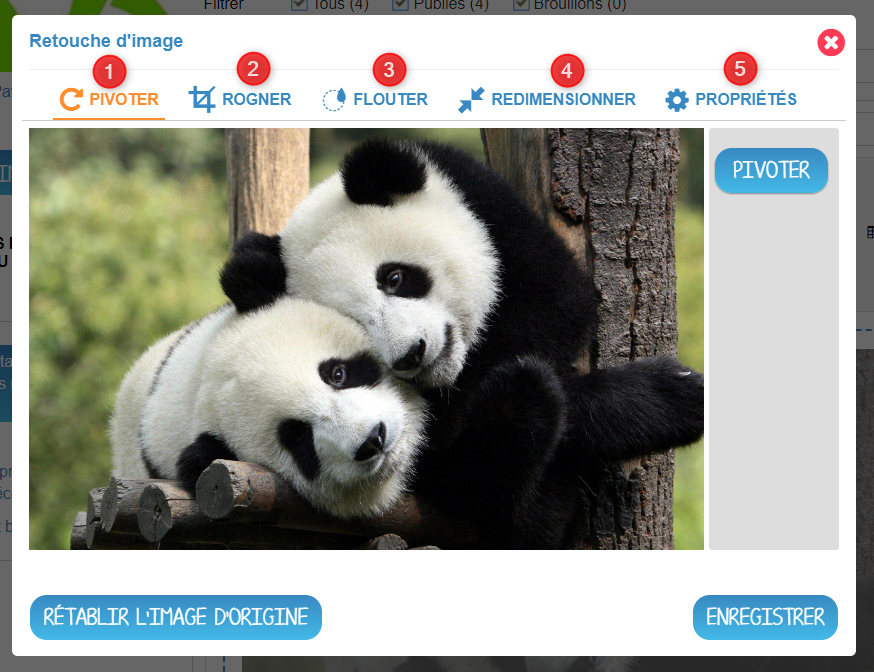 Filtrer Tous (4) Publiés (4) Brouillons (0)
Retouche d'image
1 2 3 4 5
PIVOTER ROGNER FLOUTER REDIMENSIONNER PROPRIÉTÉS
PIVOTER
RÉTABLIR L'IMAGE D'ORIGINE ENREGISTRER